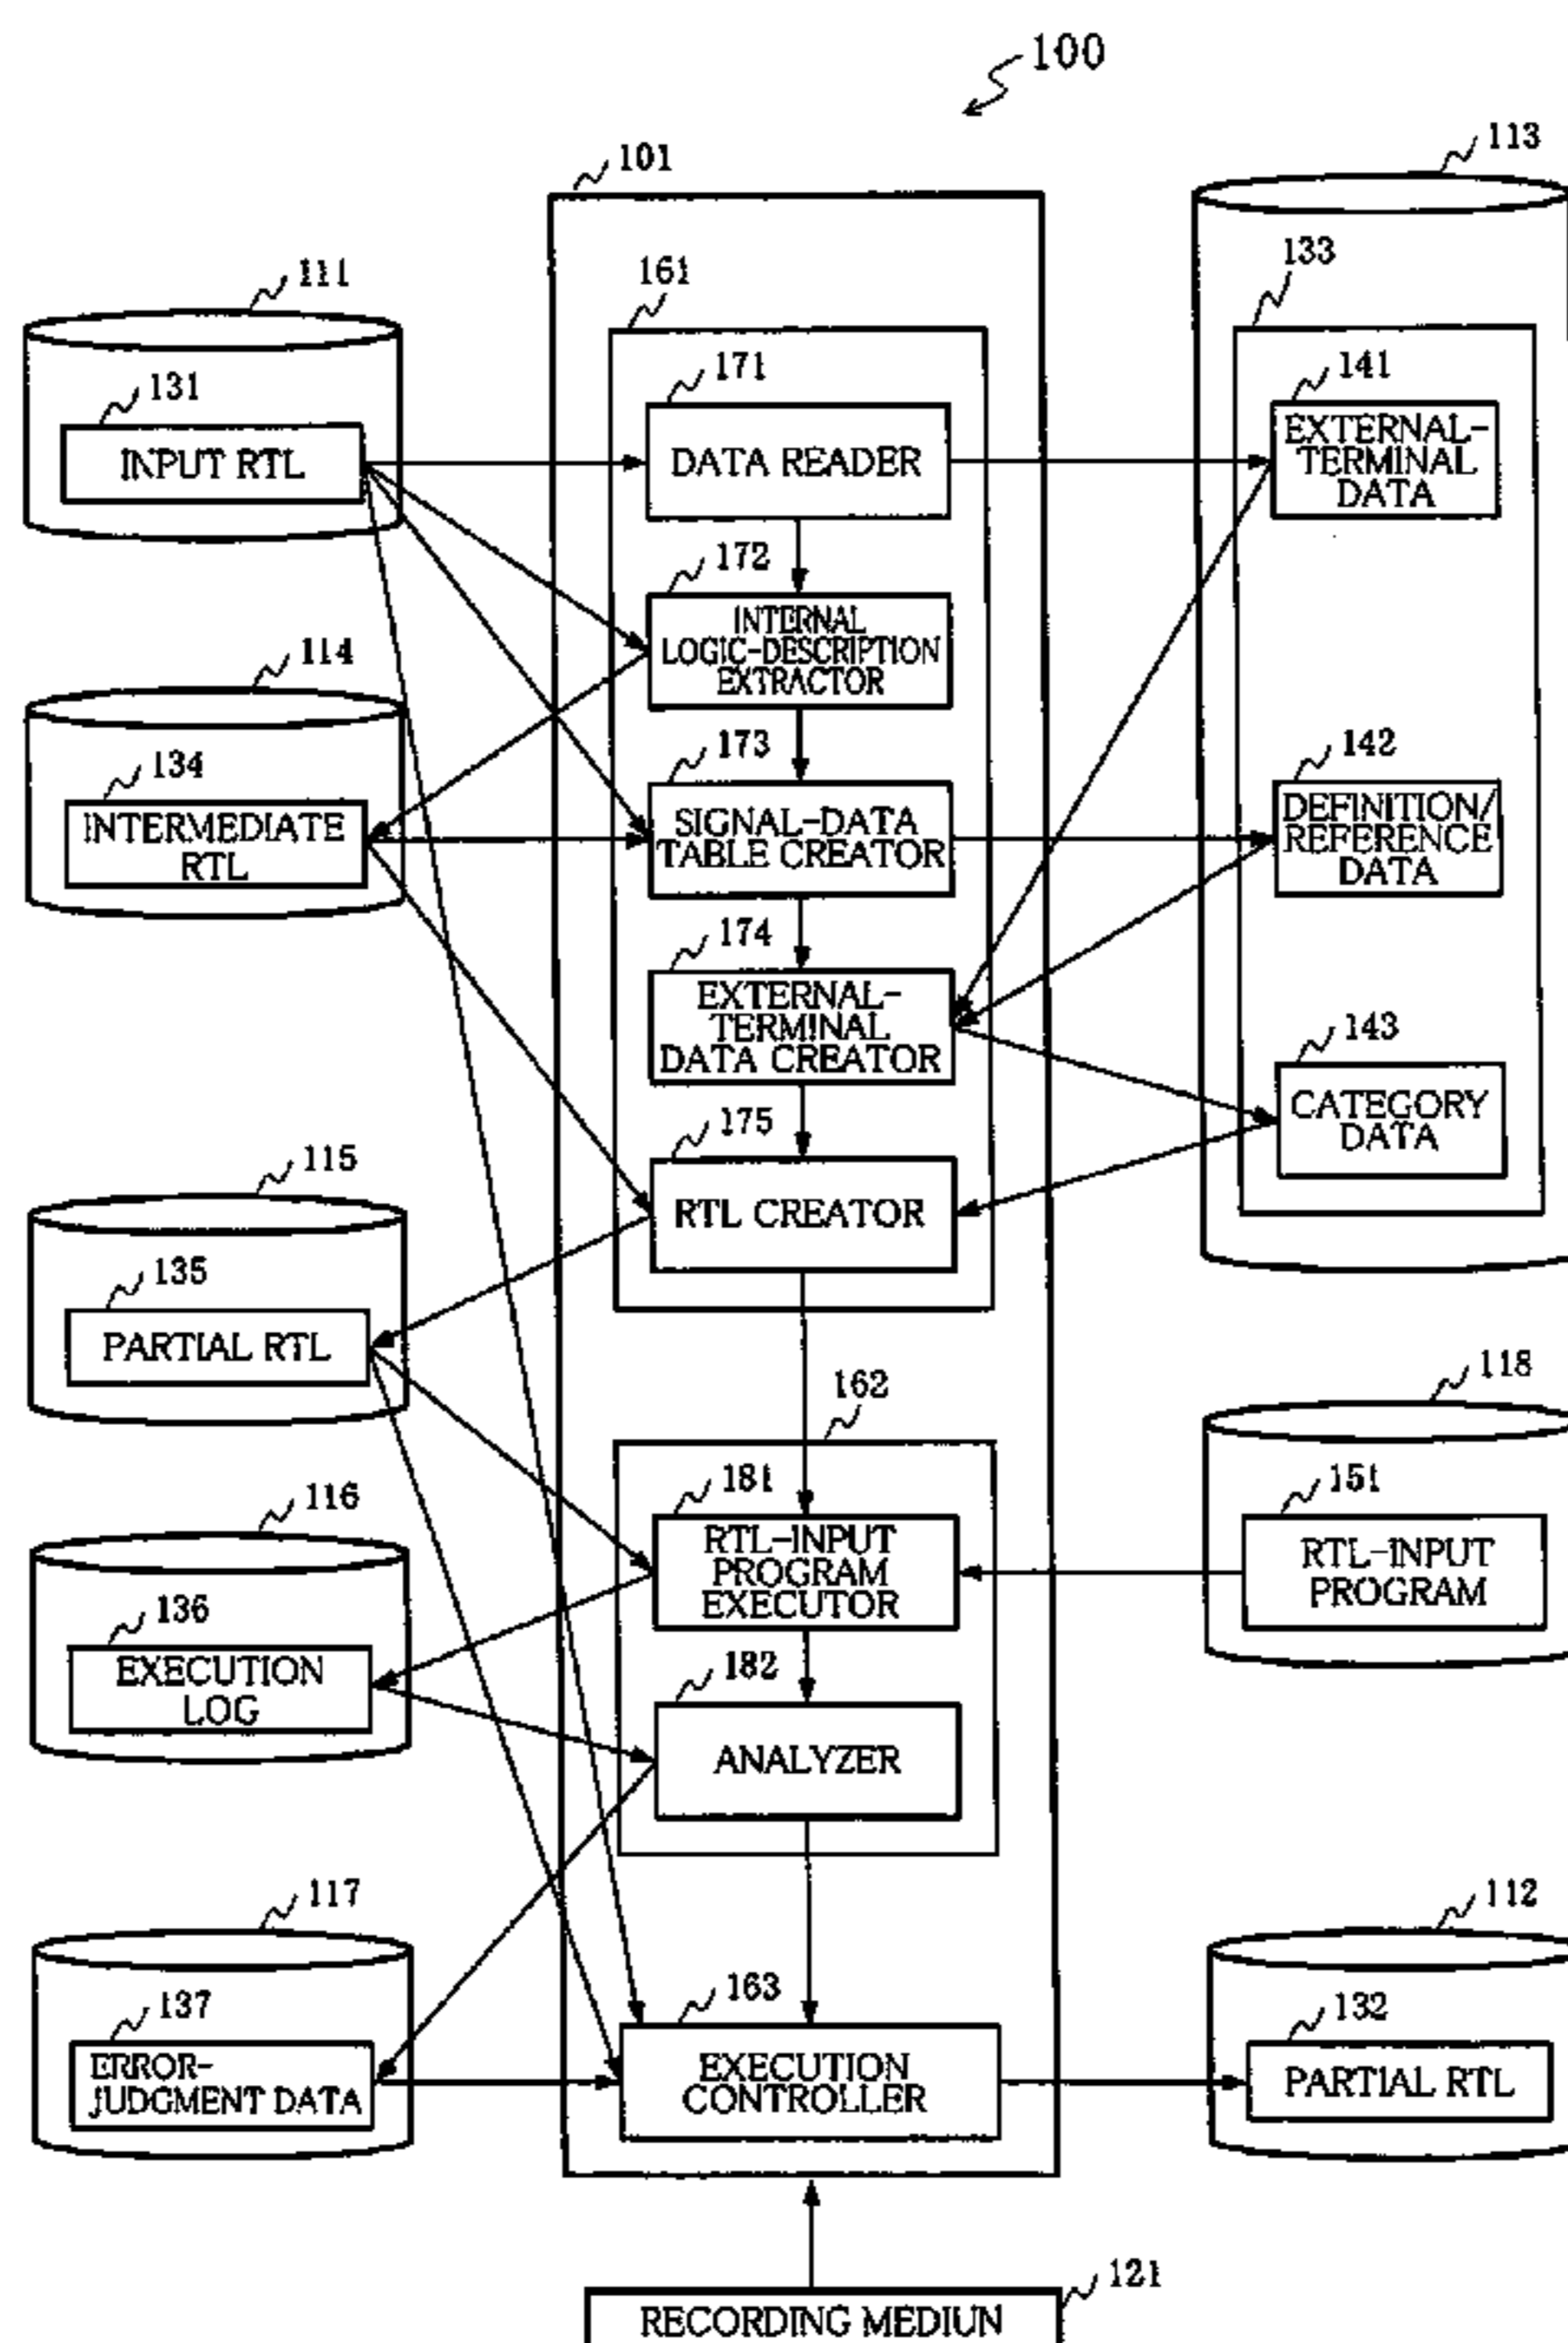 100
101
113
111
161
133
131
171
141
INPUT RTL
DATA READER
EXTERNAL-
TERMINAL
DATA
172
INTERNAL
LOGIC-DESCRIPTION
EXTRACTOR
114
134
173
142
INTERMEDIATE
RTL
SIGNAL-DATA
TABLE CREATOR
DEFINITION/
REFERENCE
DATA
174
EXTERNAL-
TERMINAL
DATA CREATOR
143
CATEGORY
DATA
175
115
RTL CREATOR
135
PARTIAL RTL
162
118
181
151
116
RTL-INPUT
PROGRAM
EXECUTOR
RTL-INPUT
PROGRAM
136
EXECUTION
LOG
182
ANALYZER
117
112
163
137
132
ERROR-
JUDGMENT DATA
EXECUTION
CONTROLLER
PARTIAL RTL
121
RECORDING MEDIUN